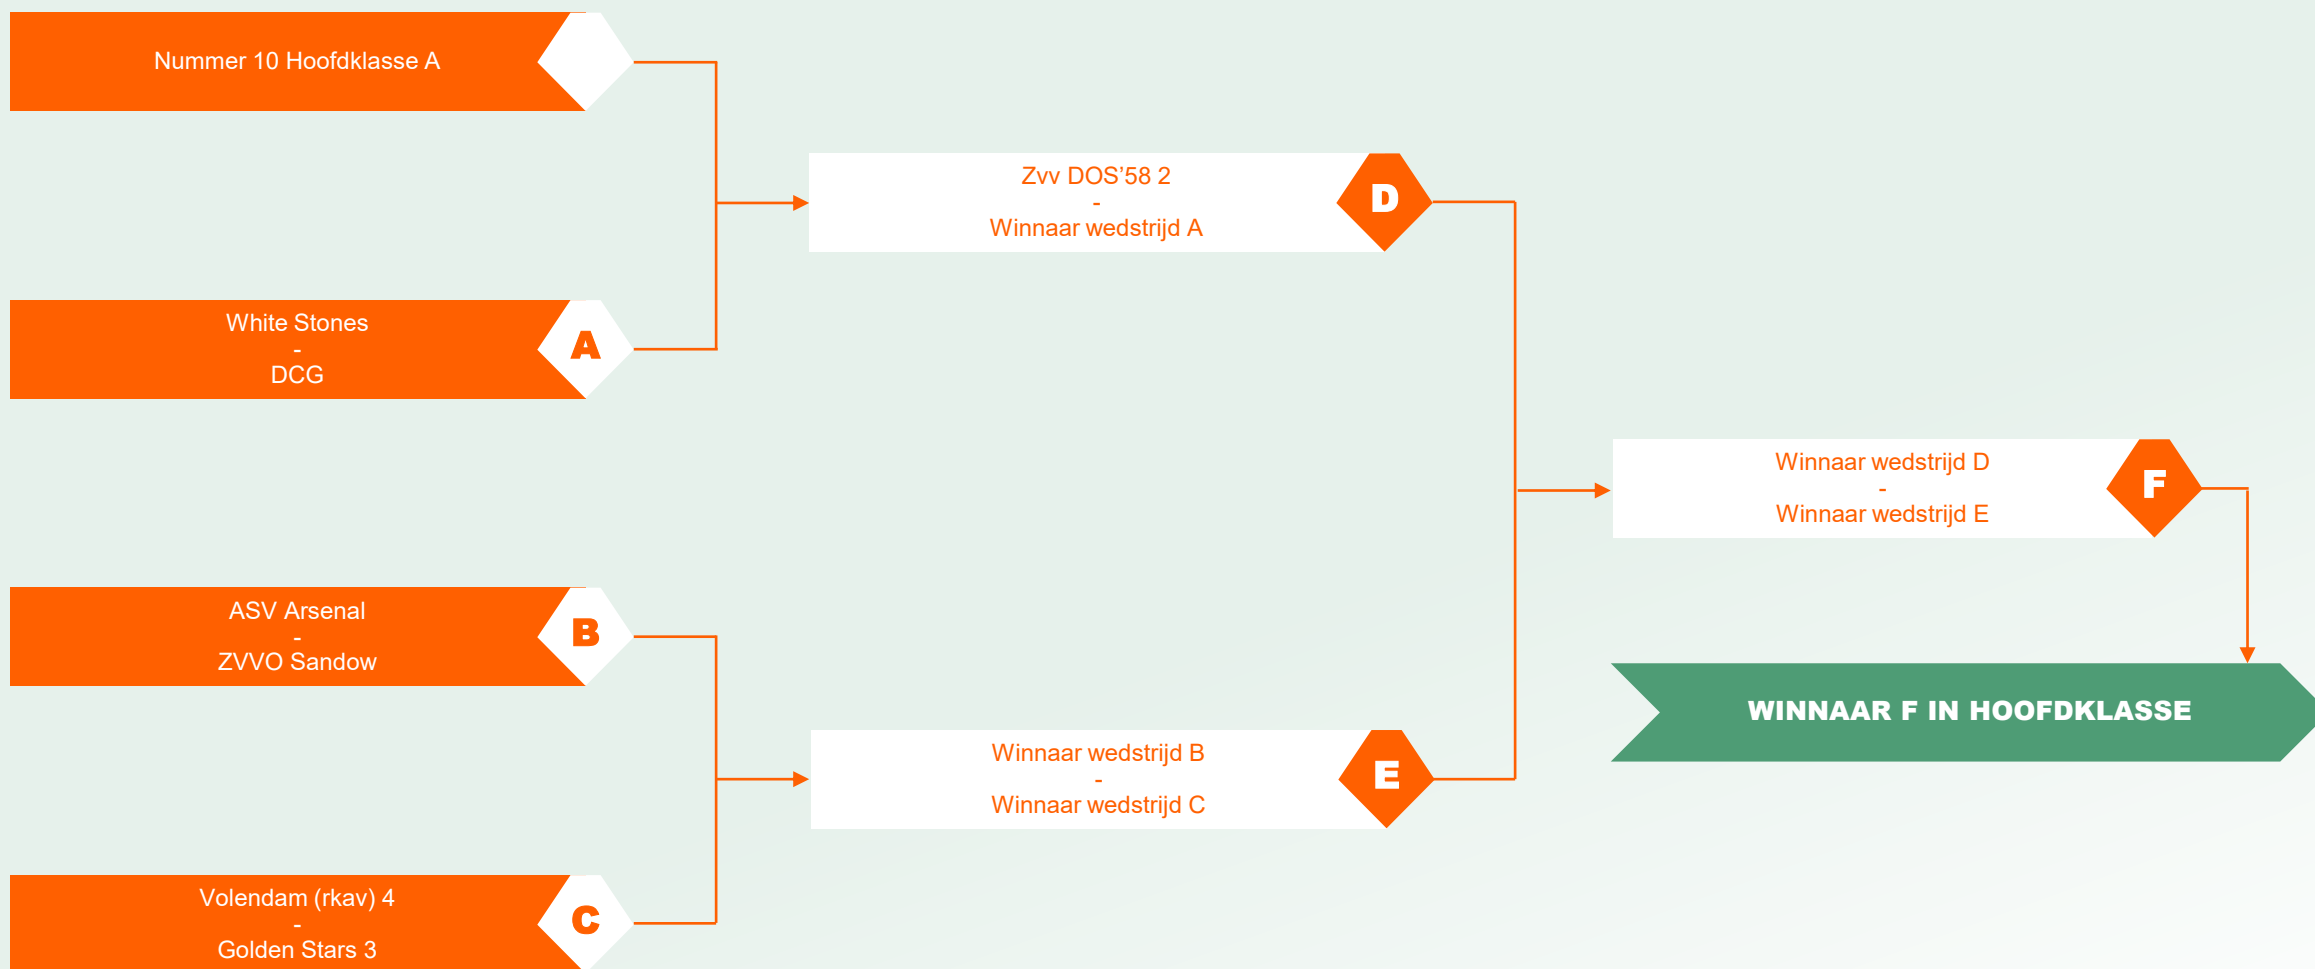 Nummer 10 Hoofdklasse A
White Stones
-
DCG
A
ASV Arsenal
-
ZVVO Sandow
B
Volendam (rkav) 4
-
Golden Stars 3
C
Zvv DOS’58 2
-
Winnaar wedstrijd A
D
Winnaar wedstrijd B
-
Winnaar wedstrijd C
E
Winnaar wedstrijd D
-
Winnaar wedstrijd E
F
WINNAAR F IN HOOFDKLASSE